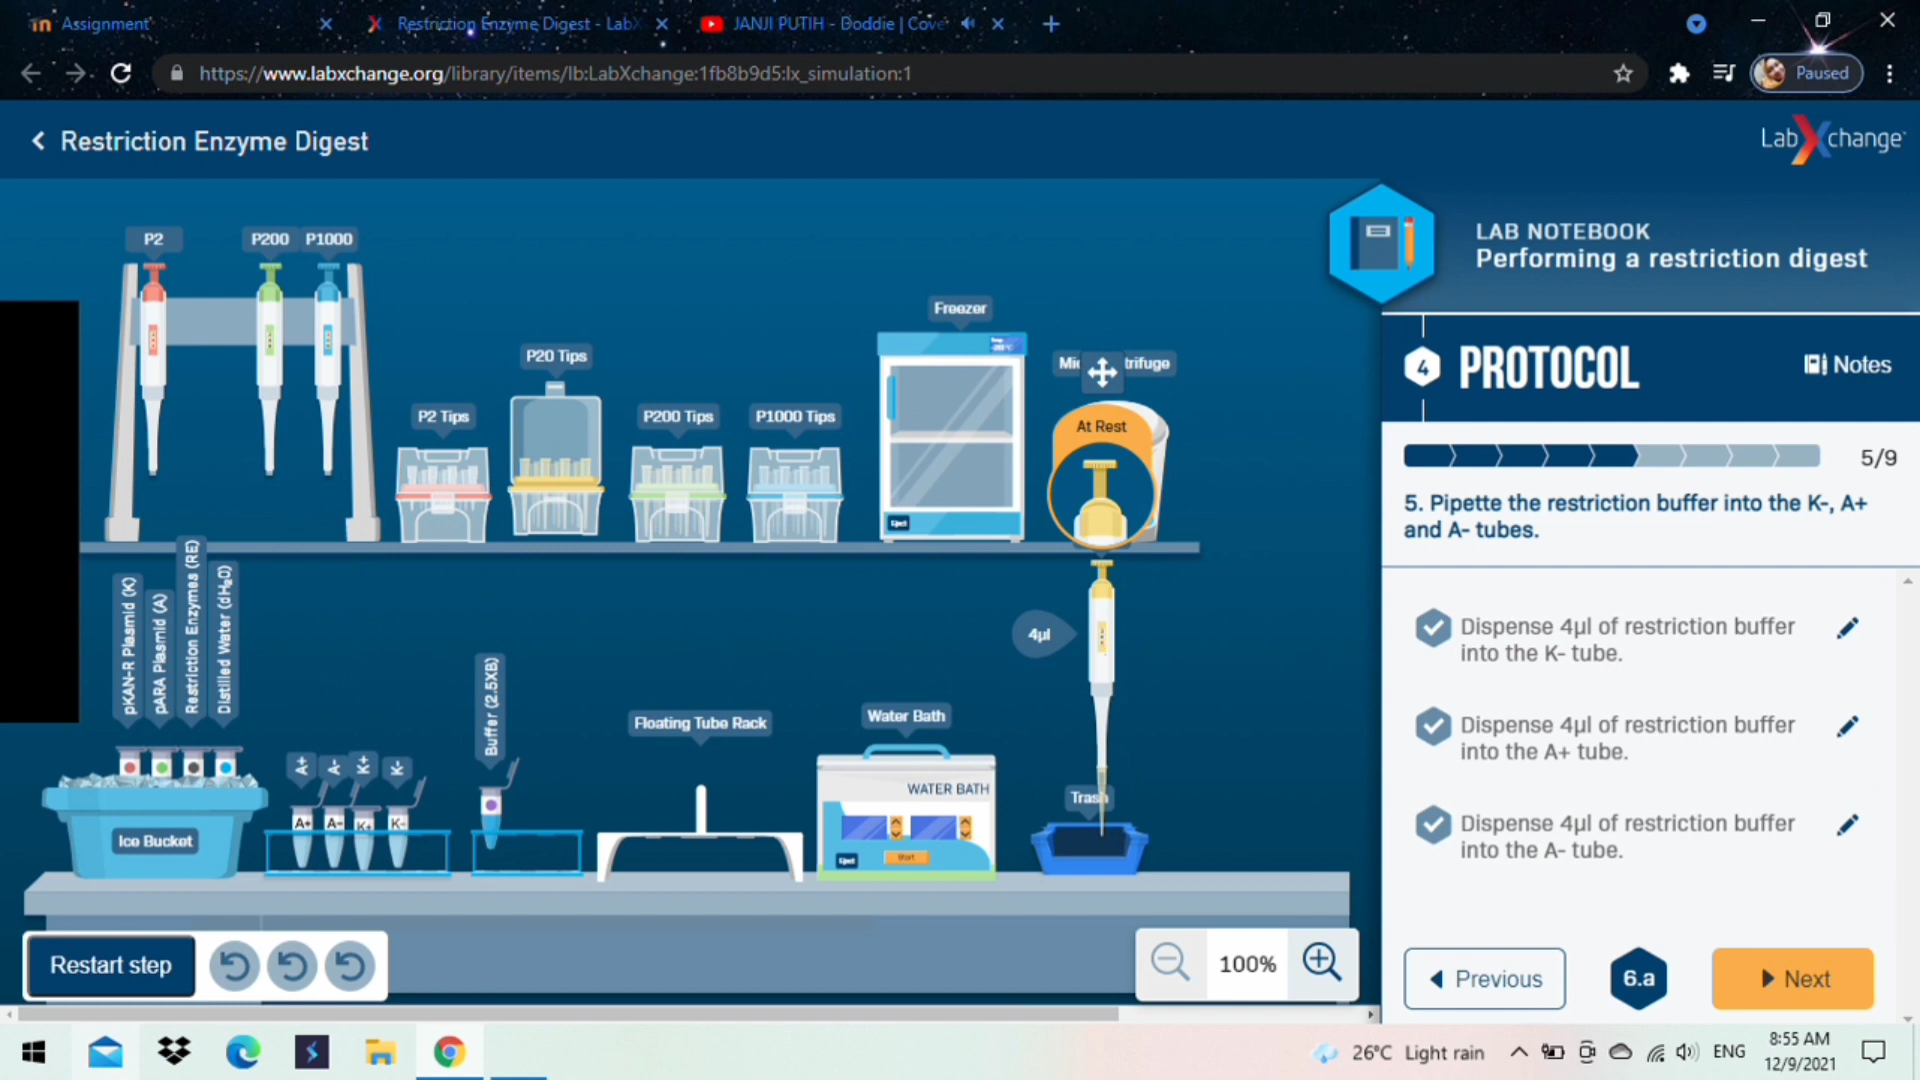 Assignment
Restriction Enzyme Digest - Lab
JANJI PUTIH - Doddie | Cove
https://www.labxchange.org/library/items/lb:LabXchange:1fb8b9d5:lx_simulation:1
Paused
Restriction Enzyme Digest
LabXchange
P2
P200
P1000
LAB NOTEBOOK
Performing a restriction digest
Freezer
P20 Tips
P2 Tips
P200 Tips
P1000 Tips
Mic trifuge
At Rest
Eject
4 PROTOCOL
Notes
5/9
5. Pipette the restriction buffer into the K-, A+
and A- tubes.
pKAN-R Plasmid (K)
pARA Plasmid (A)
Restriction Enzymes (RE)
Distilled Water (dH₂O)
Buffer (2.5XB)
4µl
Dispense 4µl of restriction buffer
into the K- tube.
Dispense 4µl of restriction buffer
into the A+ tube.
Dispense 4µl of restriction buffer
into the A- tube.
Floating Tube Rack
Water Bath
WATER BATH
Eject
Start
Trash
A+
A-
K+
K-
A+
A-
K+
K-
Ice Bucket
Restart step
100%
Previous
6.a
Next
26°C Light rain
ENG
8:55 AM
12/9/2021